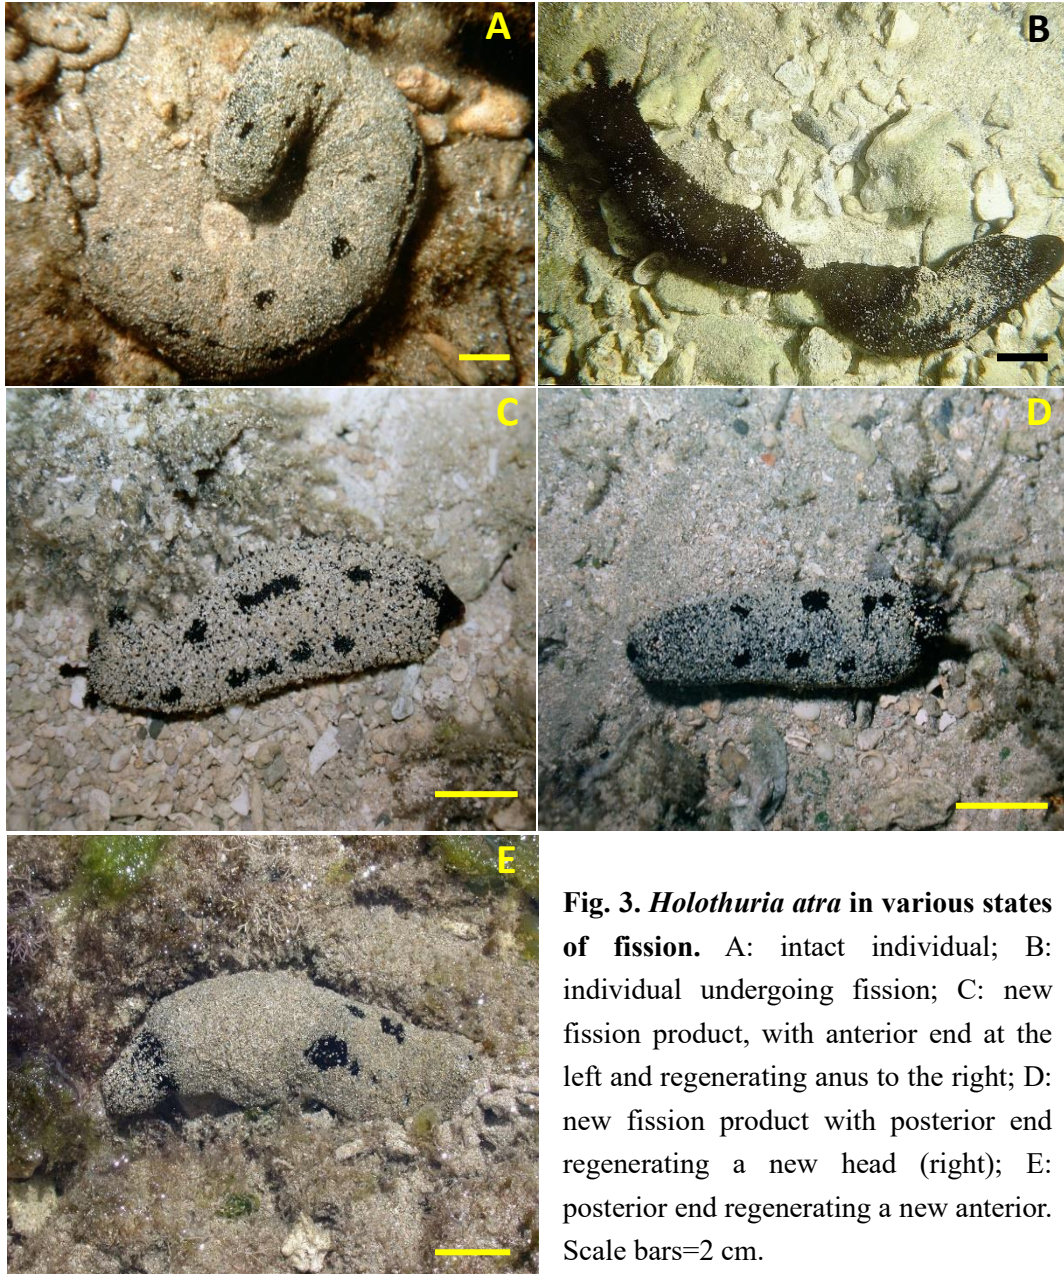 A
B
C
D
E
Fig. 3. Holothuria atra in various states
of fission. A: intact individual; B:
individual undergoing fission; C: new
fission product, with anterior end at the
left and regenerating anus to the right; D:
new fission product with posterior end
regenerating a new head (right); E:
posterior end regenerating a new anterior.
Scale bars=2 cm.